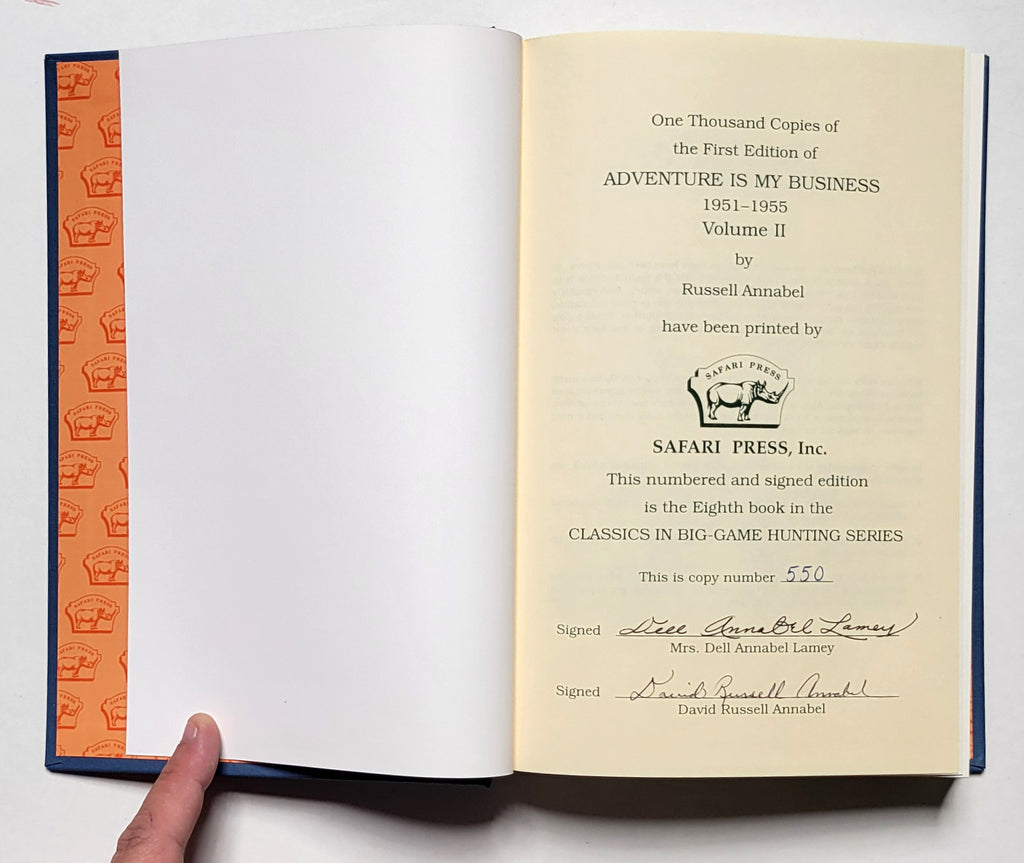 One Thousand Copies of
the First Edition of
ADVENTURE IS MY BUSINESS
1951–1955
Volume II
by
Russell Annabel
have been printed by
SAFARI PRESS
SAFARI PRESS, Inc.
This numbered and signed edition
is the Eighth book in the
CLASSICS IN BIG-GAME HUNTING SERIES
This is copy number 550
Signed Dell Annabel Lamey
Mrs. Dell Annabel Lamey
Signed David Russell Annabel
David Russell Annabel